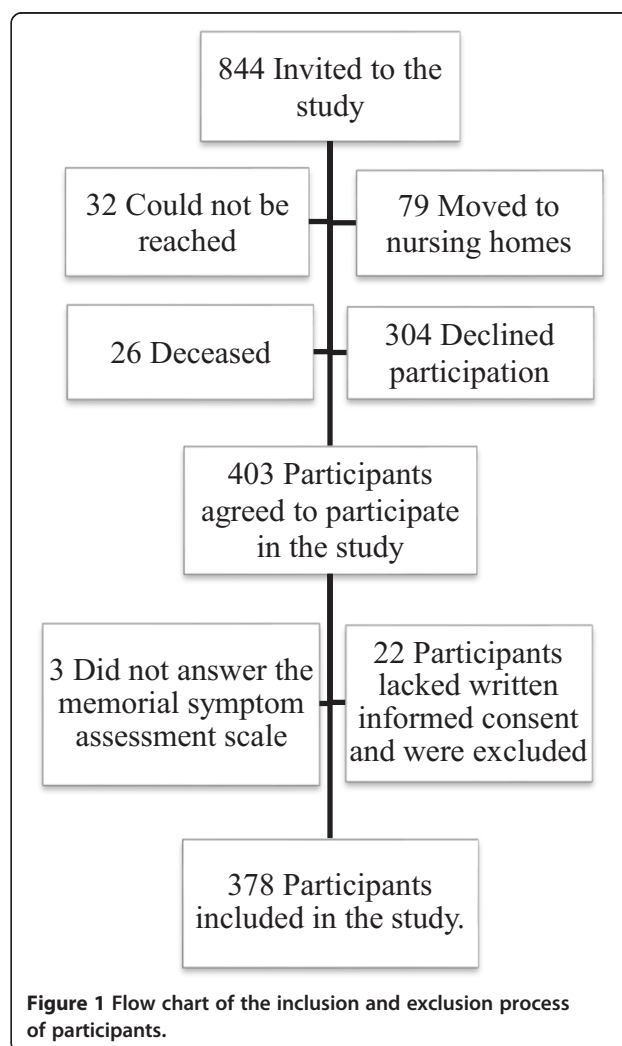 844 Invited to the
study
32 Could not be
reached
79 Moved to
nursing homes
26 Deceased
304 Declined
participation
403 Participants
agreed to participate
in the study
3 Did not answer the
memorial symptom
assessment scale
22 Participants
lacked written
informed consent
and were excluded
378 Participants
included in the study.
Figure 1 Flow chart of the inclusion and exclusion process
of participants.